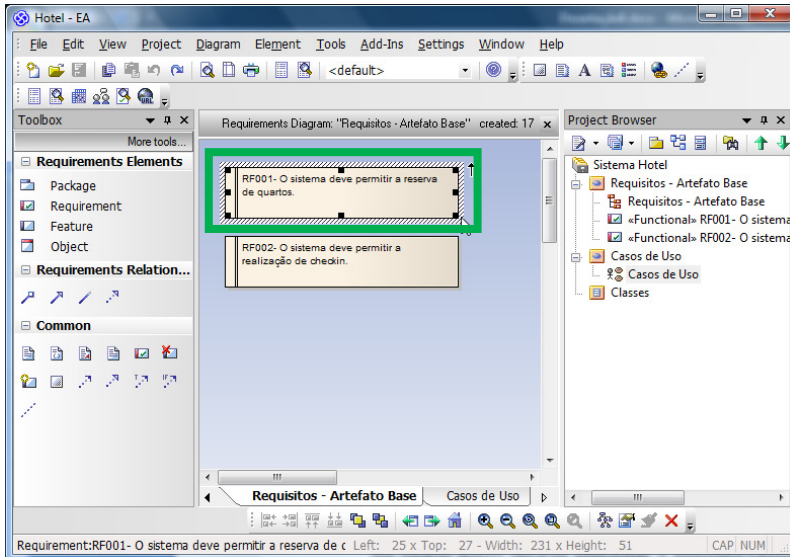 Hotel - EA
File Edit View Project Diagram Element Tools Add-Ins Settings Window Help
<default>
Toolbox
More tools...
Requirements Elements
Package
Requirement
Feature
Object
Requirements Relation...
Common
Requirements Diagram: "Requisitos - Artefato Base" created: 17
RF001- O sistema deve permitir a reserva
de quartos.
RF002- O sistema deve permitir a
realização de checkin.
Requisitos - Artefato Base Casos de Uso
Project Browser
Sistema Hotel
Requisitos - Artefato Base
Requisitos - Artefato Base
«Functional» RF001- O sistema
«Functional» RF002- O sistema
Casos de Uso
Casos de Uso
Classes
Requirement:RF001- O sistema deve permitir a reserva de c Left: 25 x Top: 27 - Width: 231 x Height: 51 CAP NUM